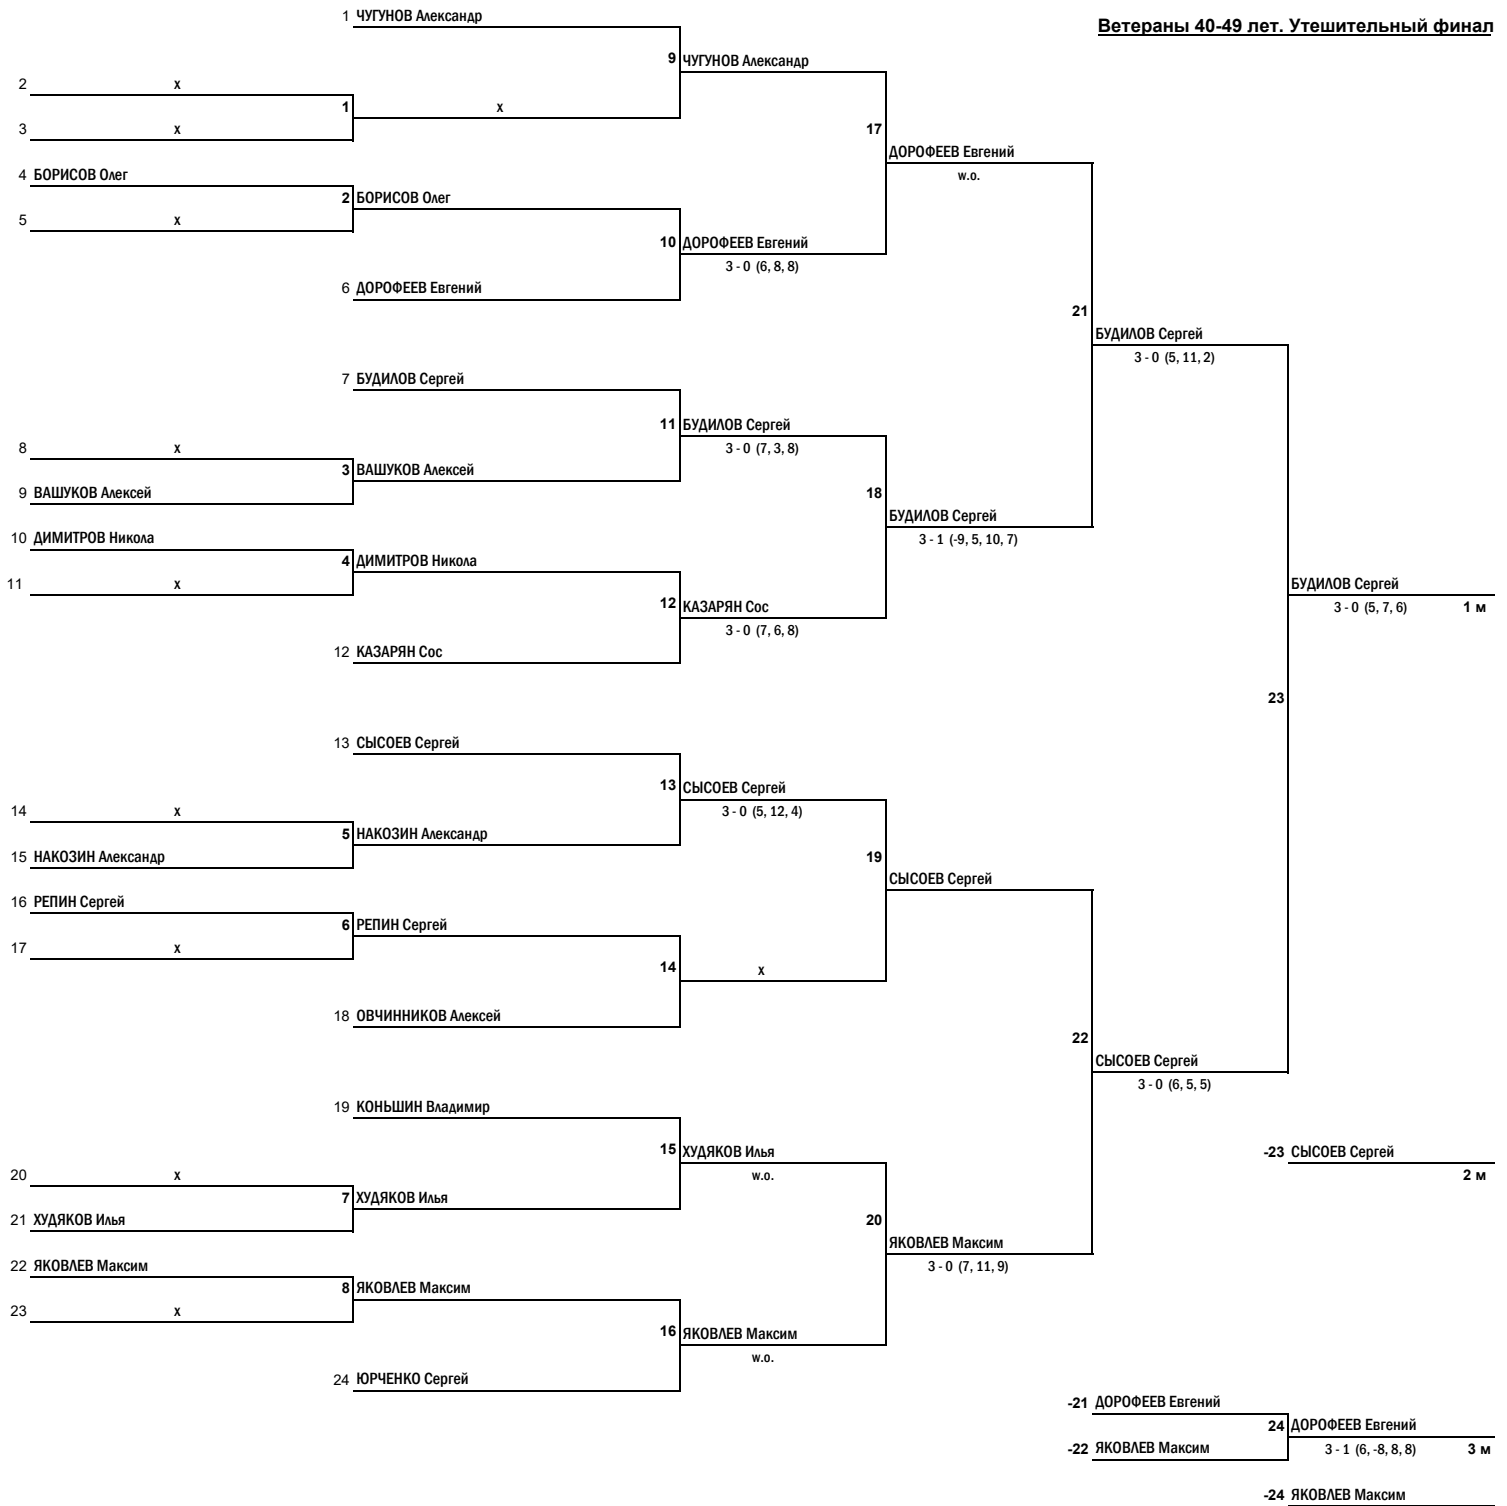 1 ЧУГУНОВ Александр
Ветераны 40-49 лет. Утешительный финал
9 ЧУГУНОВ Александр
2 x
1 x
3 x
17
ДОРОФЕЕВ Евгений
w.o.
4 БОРИСОВ Олег
2 БОРИСОВ Олег
5 x
10 ДОРОФЕЕВ Евгений
3 - 0 (6, 8, 8)
6 ДОРОФЕЕВ Евгений
21
БУДИЛОВ Сергей
3 - 0 (5, 11, 2)
7 БУДИЛОВ Сергей
11 БУДИЛОВ Сергей
3 - 0 (7, 3, 8)
8 x
3 ВАШУКОВ Алексей
9 ВАШУКОВ Алексей
18
БУДИЛОВ Сергей
3 - 1 (-9, 5, 10, 7)
10 ДИМИТРОВ Никола
4 ДИМИТРОВ Никола
11 x
БУДИЛОВ Сергей
3 - 0 (5, 7, 6) 1 м
12 КАЗАРЯН Сос
3 - 0 (7, 6, 8)
12 КАЗАРЯН Сос
23
13 СЫСОЕВ Сергей
13 СЫСОЕВ Сергей
3 - 0 (5, 12, 4)
14 x
5 НАКОЗИН Александр
15 НАКОЗИН Александр
19
СЫСОЕВ Сергей
16 РЕПИН Сергей
6 РЕПИН Сергей
17 x
14 x
18 ОВЧИННИКОВ Алексей
22
СЫСОЕВ Сергей
3 - 0 (6, 5, 5)
19 КОНЬШИН Владимир
15 ХУДЯКОВ Илья
w.o.
-23 СЫСОЕВ Сергей
2 м
20 x
7 ХУДЯКОВ Илья
21 ХУДЯКОВ Илья
20
ЯКОВЛЕВ Максим
3 - 0 (7, 11, 9)
22 ЯКОВЛЕВ Максим
8 ЯКОВЛЕВ Максим
23 x
16 ЯКОВЛЕВ Максим
w.o.
24 ЮРЧЕНКО Сергей
-21 ДОРОФЕЕВ Евгений
24 ДОРОФЕЕВ Евгений
3 - 1 (6, -8, 8, 8) 3 м
-22 ЯКОВЛЕВ Максим
-24 ЯКОВЛЕВ Максим